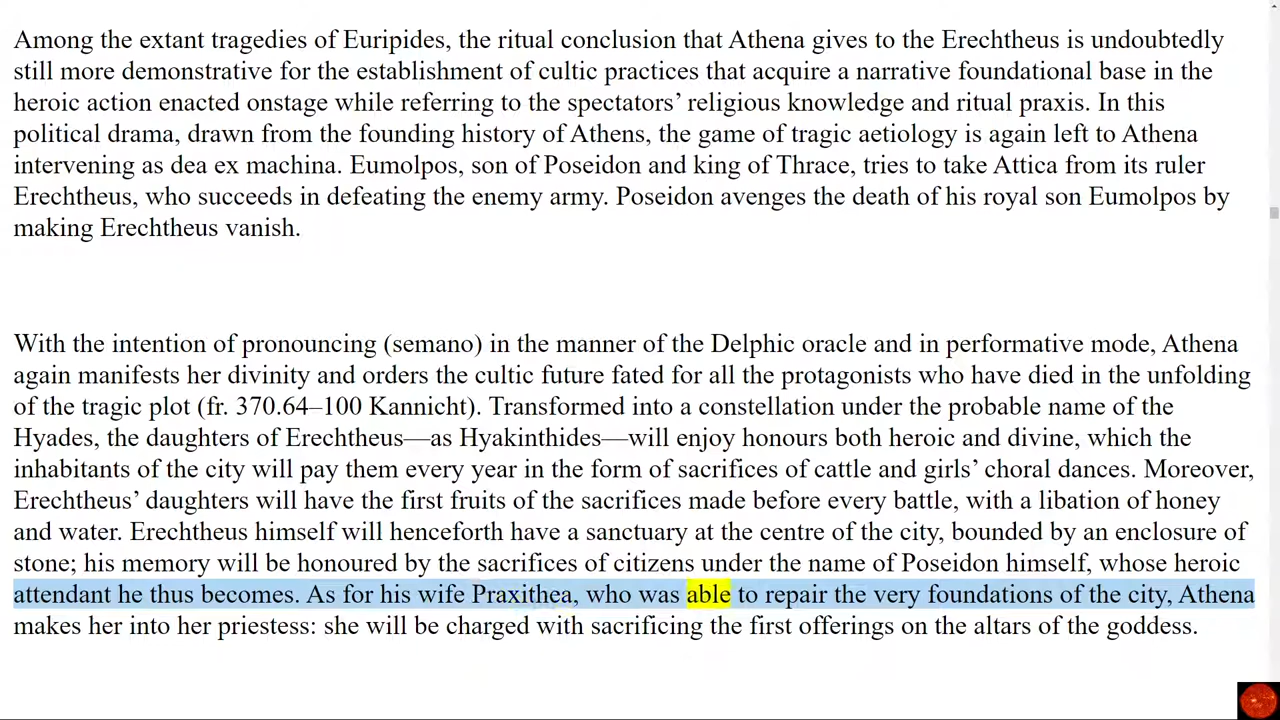 Among the extant tragedies of Euripides, the ritual conclusion that Athena gives to the Erechtheus is undoubtedly
still more demonstrative for the establishment of cultic practices that acquire a narrative foundational base in the
heroic action enacted onstage while referring to the spectators’ religious knowledge and ritual praxis. In this
political drama, drawn from the founding history of Athens, the game of tragic aetiology is again left to Athena
intervening as dea ex machina. Eumolpos, son of Poseidon and king of Thrace, tries to take Attica from its ruler
Erechtheus, who succeeds in defeating the enemy army. Poseidon avenges the death of his royal son Eumolpos by
making Erechtheus vanish.
With the intention of pronouncing (semano) in the manner of the Delphic oracle and in performative mode, Athena
again manifests her divinity and orders the cultic future fated for all the protagonists who have died in the unfolding
of the tragic plot (fr. 370.64–100 Kannicht). Transformed into a constellation under the probable name of the
Hyades, the daughters of Erechtheus—as Hyakinthides—will enjoy honours both heroic and divine, which the
inhabitants of the city will pay them every year in the form of sacrifices of cattle and girls’ choral dances. Moreover,
Erechtheus’ daughters will have the first fruits of the sacrifices made before every battle, with a libation of honey
and water. Erechtheus himself will henceforth have a sanctuary at the centre of the city, bounded by an enclosure of
stone; his memory will be honoured by the sacrifices of citizens under the name of Poseidon himself, whose heroic
attendant he thus becomes. As for his wife Praxithea, who was able to repair the very foundations of the city, Athena
makes her into her priestess: she will be charged with sacrificing the first offerings on the altars of the goddess.